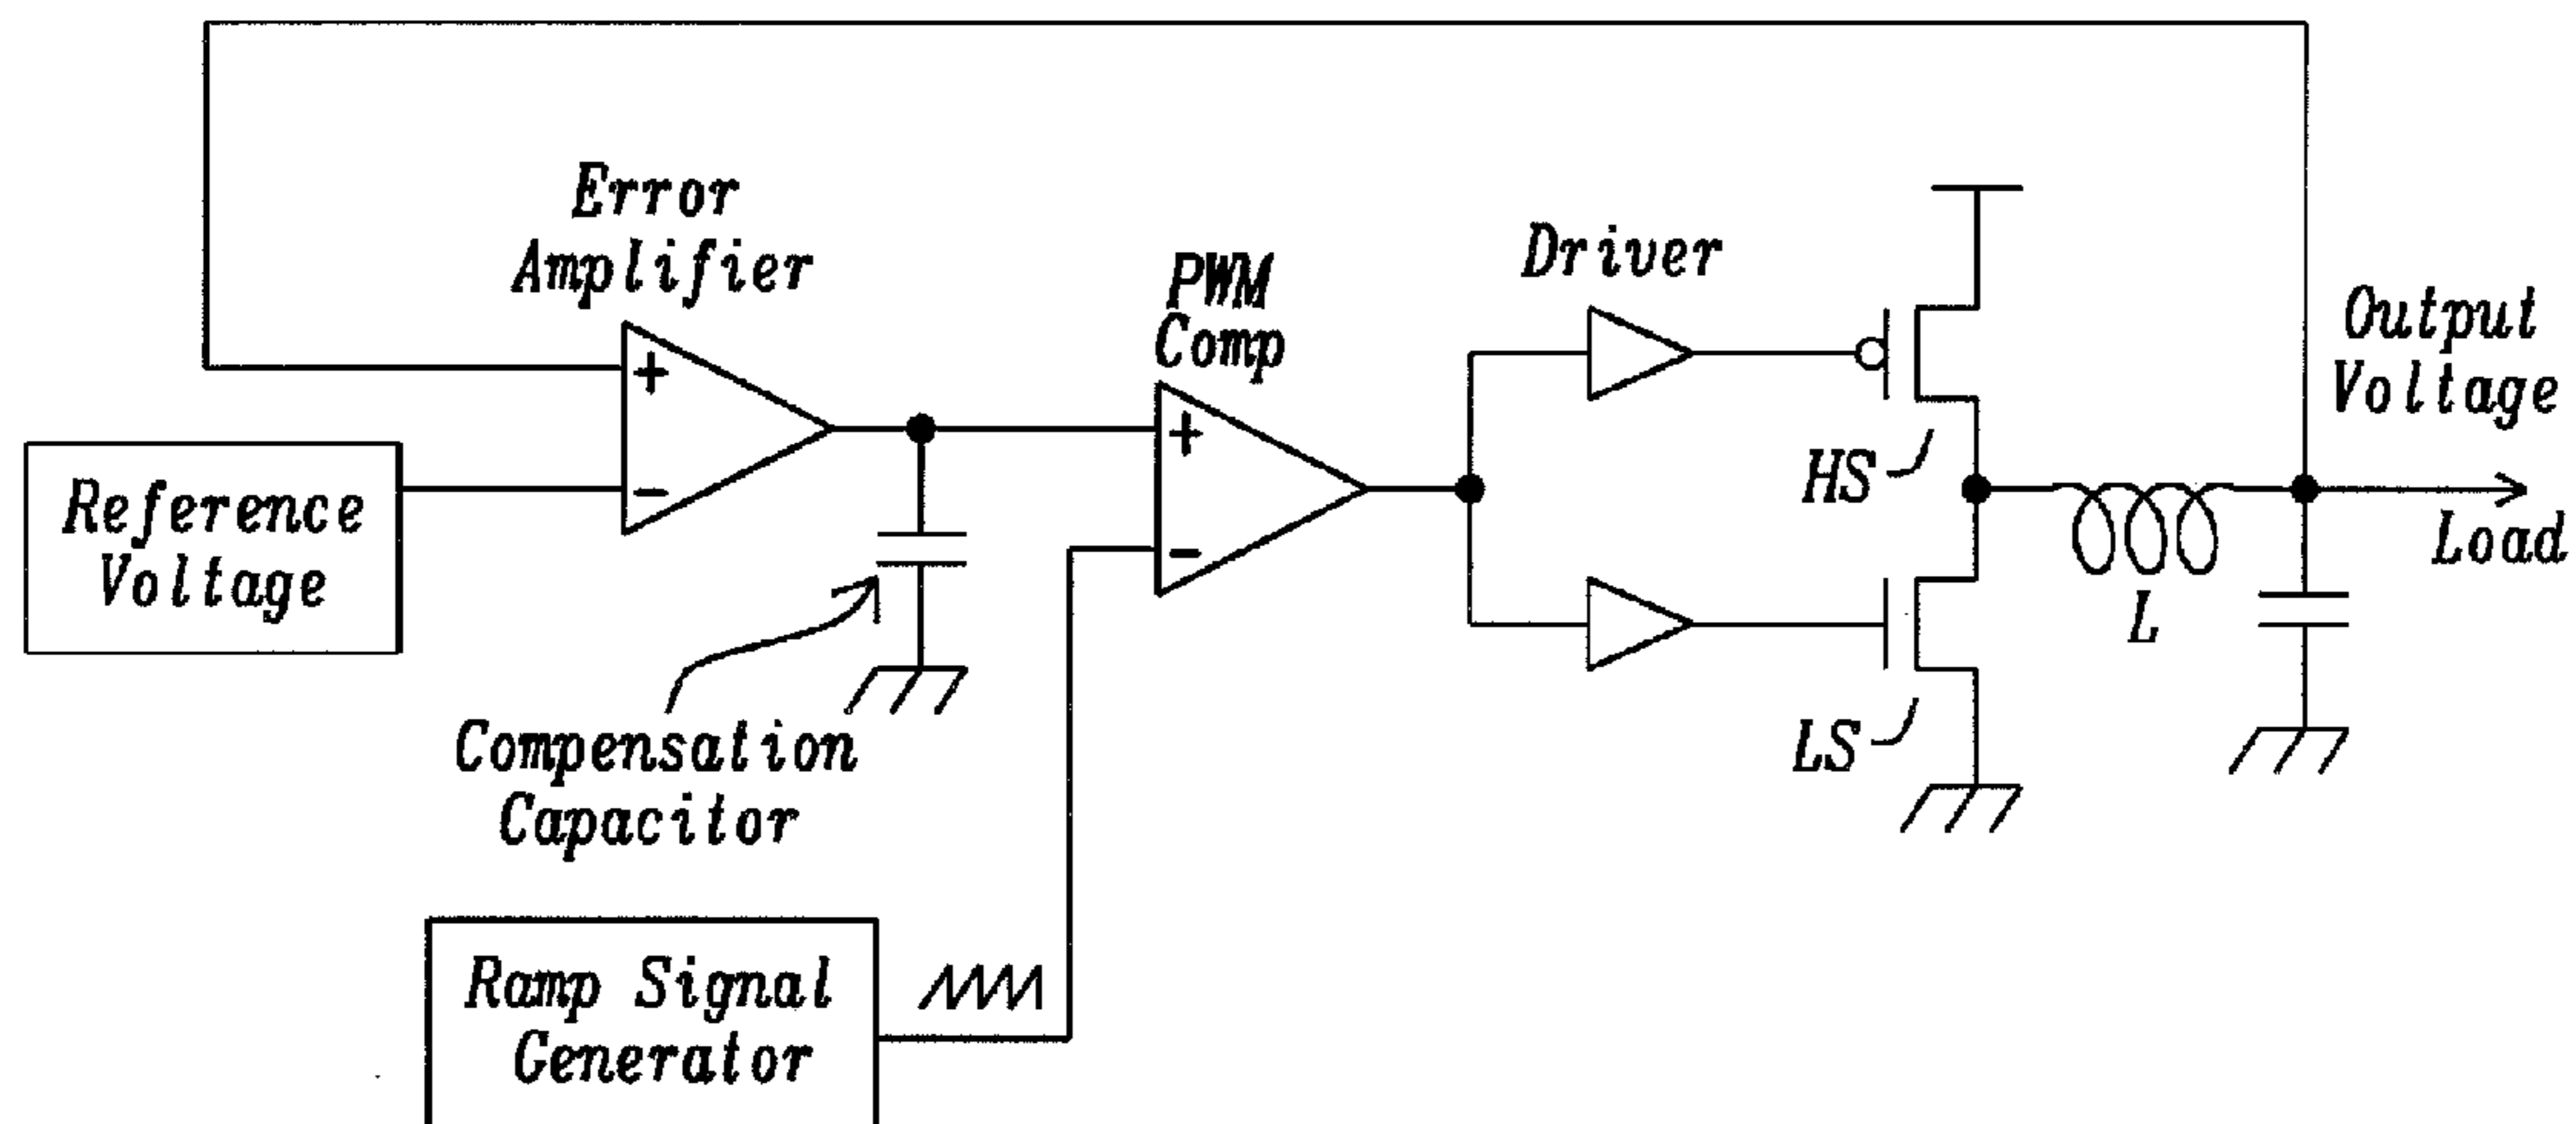 Error
Amplifier
+
-
Reference
Voltage
Compensation
Capacitor
Ramp Signal
Generator
PWM
Comp
+
-
Driver
HS
LS
L
Output
Voltage
Load